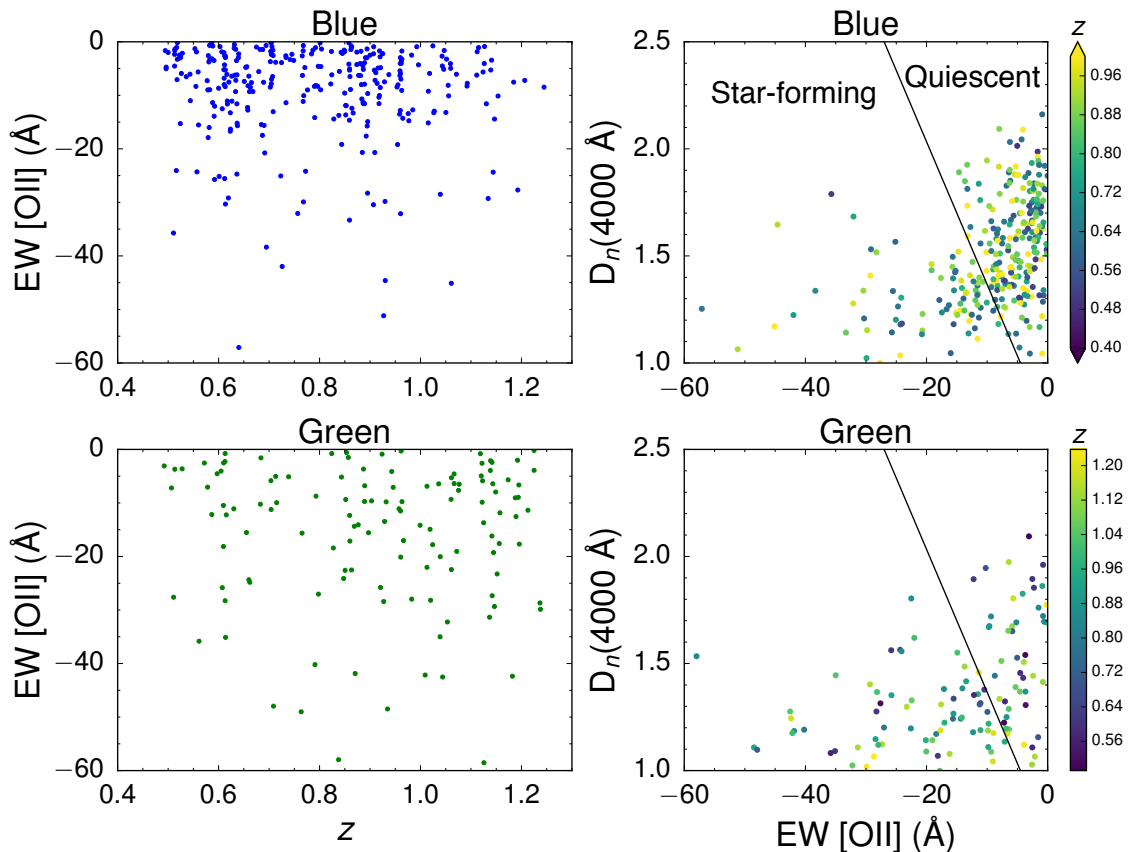 Blue
0
−20
−40
−60
EW [OII] (Å)
0.4 0.6 0.8 1.0 1.2
Blue
2.5
2.0
1.5
1.0
Dn(4000 Å)
Star-forming
Quiescent
−60 −40 −20 0
z
0.96
0.88
0.80
0.72
0.64
0.56
0.48
0.40
Green
0
−20
−40
−60
EW [OII] (Å)
0.4 0.6 0.8 1.0 1.2
z
Green
2.5
2.0
1.5
1.0
Dn(4000 Å)
−60 −40 −20 0
EW [OII] (Å)
z
1.20
1.12
1.04
0.96
0.88
0.80
0.72
0.64
0.56